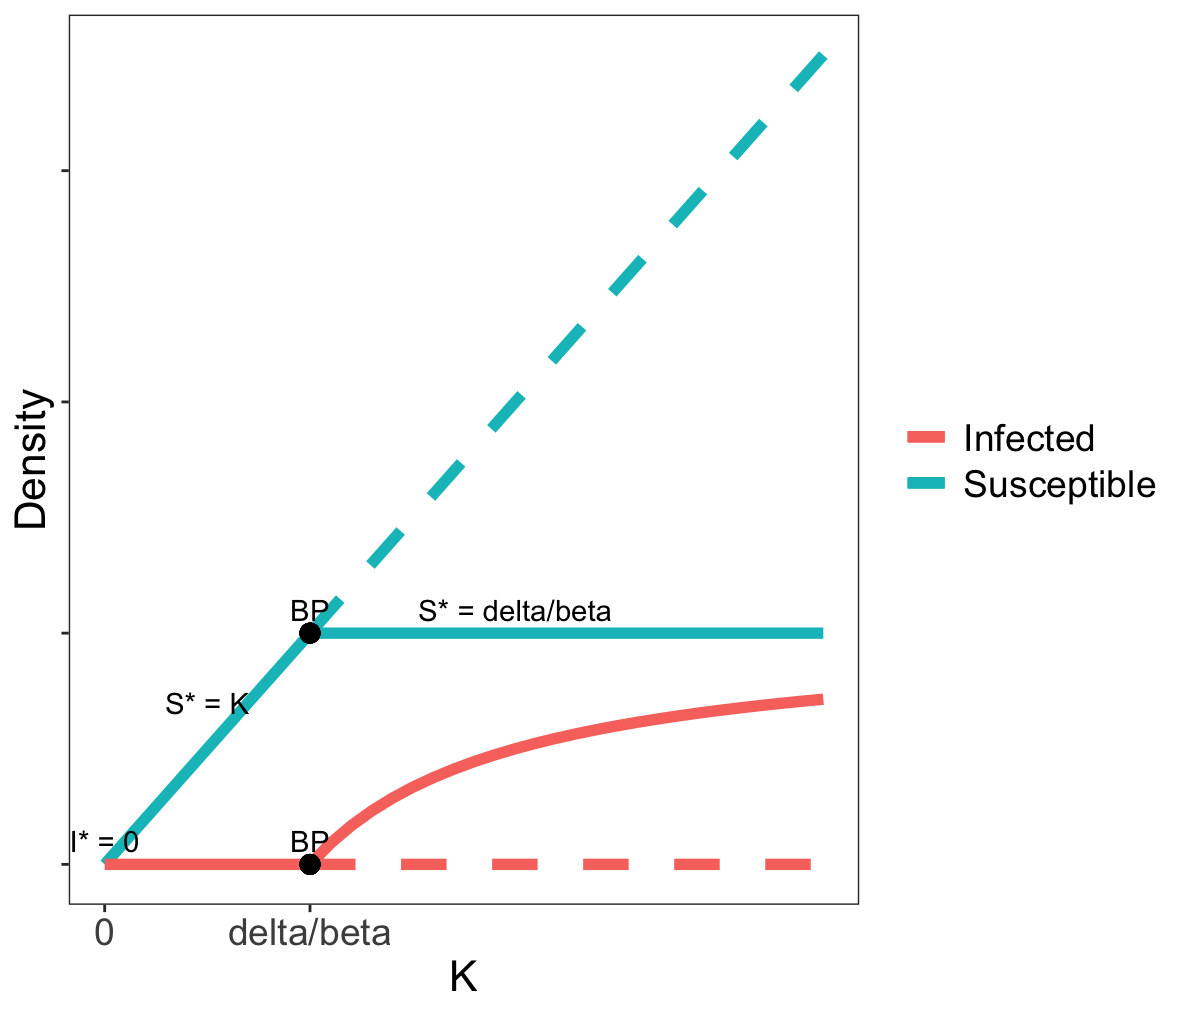 BP
S* = delta/beta
S* = K
I* = 0
BP
0
delta/beta
K
Density
Infected
Susceptible